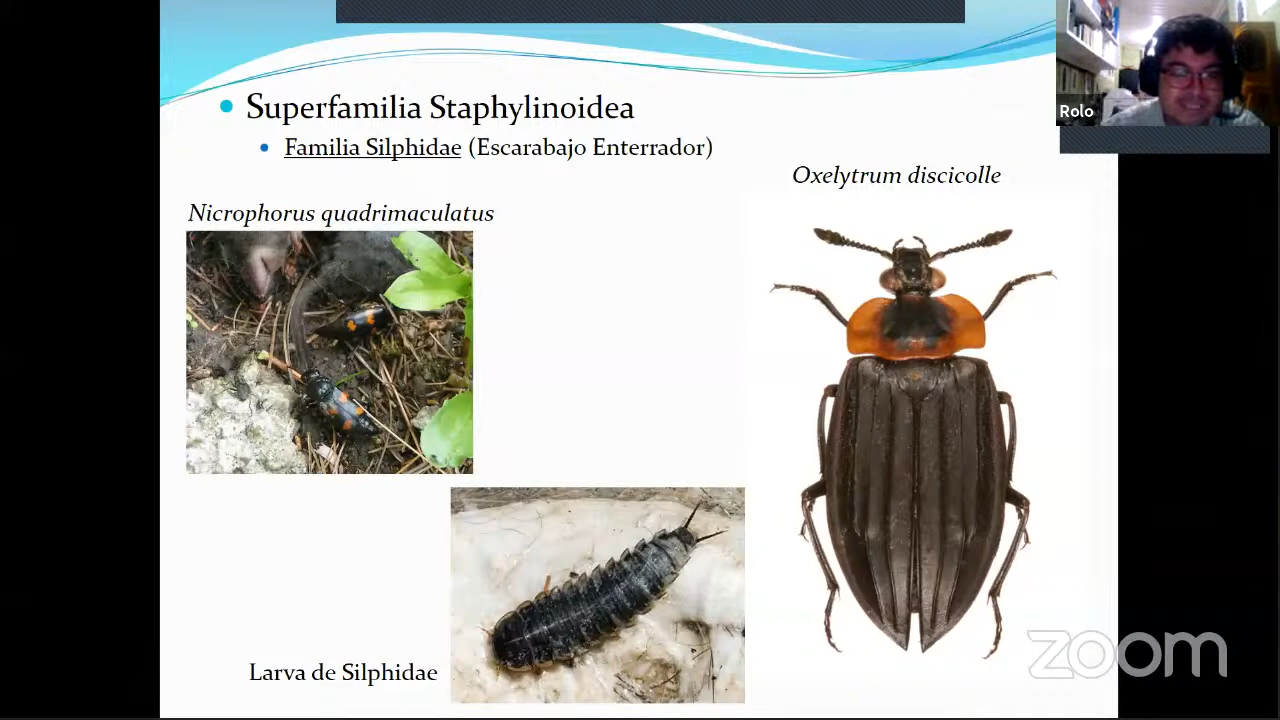 Superfamilia Staphylinoidea
Familia Silphidae (Escarabajo Enterrador)
Rolo
Oxelytrum discicolle
Nicrophorus quadrimaculatus
Larva de Silphidae
zoom